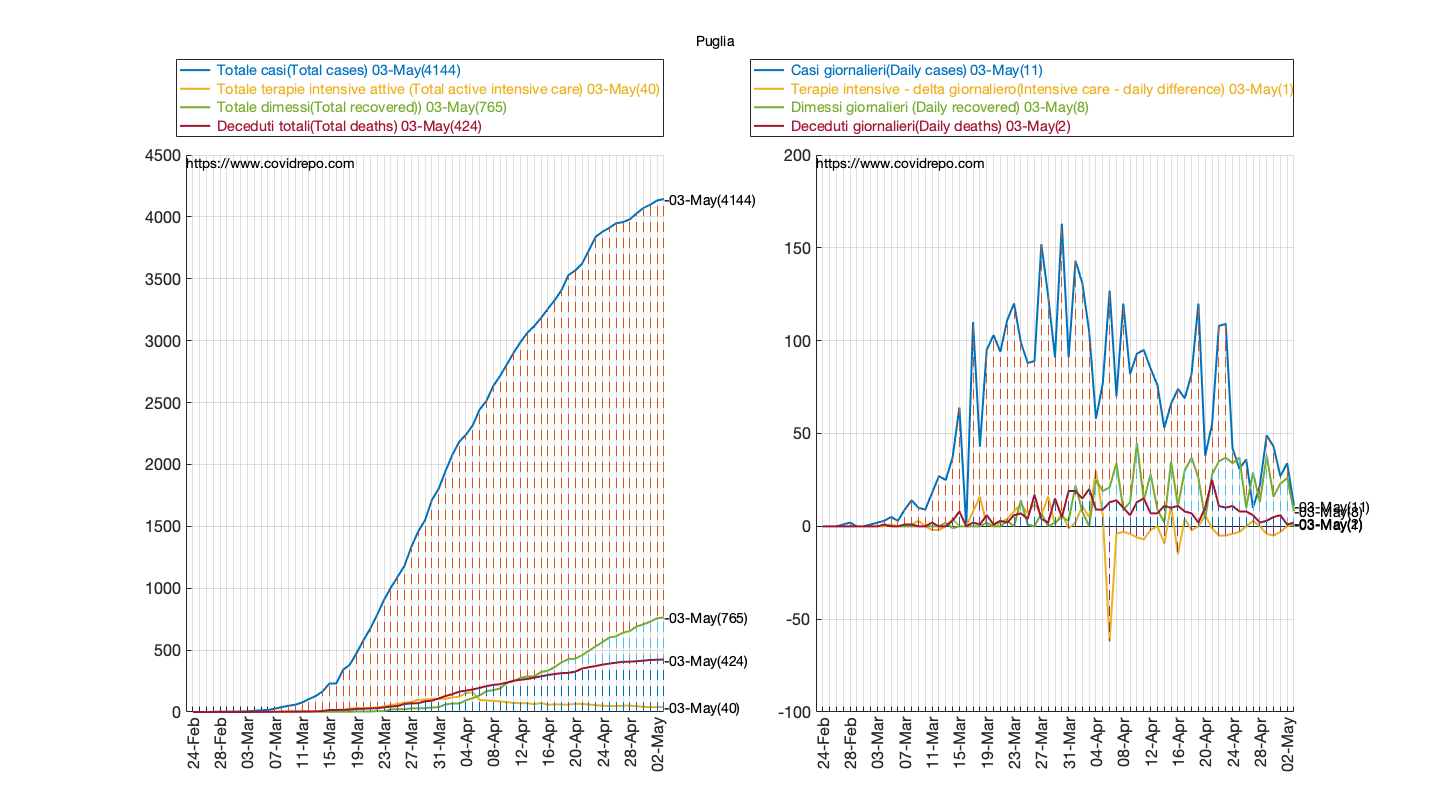 Puglia
Totale casi(Total cases) 03-May(4144)
Totale terapie intensive attive (Total active intensive care) 03-May(40)
Totale dimessi(Total recovered)) 03-May(765)
Deceduti totali(Total deaths) 03-May(424)
https://www.covidrepo.com
4500
4000
3500
3000
2500
2000
1500
1000
500
0
-03-May(4144)
-03-May(765)
-03-May(424)
-03-May(40)
24-Feb
28-Feb
03-Mar
07-Mar
11-Mar
15-Mar
19-Mar
23-Mar
27-Mar
31-Mar
04-Apr
08-Apr
12-Apr
16-Apr
20-Apr
24-Apr
28-Apr
02-May
Casi giornalieri(Daily cases) 03-May(11)
Terapie intensive - delta giornaliero(Intensive care - daily difference) 03-May(1)
Dimessi giornalieri (Daily recovered) 03-May(8)
Deceduti giornalieri(Daily deaths) 03-May(2)
https://www.covidrepo.com
200
150
100
50
0
-50
-100
-03-May(11)
-03-May(8)
-03-May(2)
-03-May(1)
24-Feb
28-Feb
03-Mar
07-Mar
11-Mar
15-Mar
19-Mar
23-Mar
27-Mar
31-Mar
04-Apr
08-Apr
12-Apr
16-Apr
20-Apr
24-Apr
28-Apr
02-May